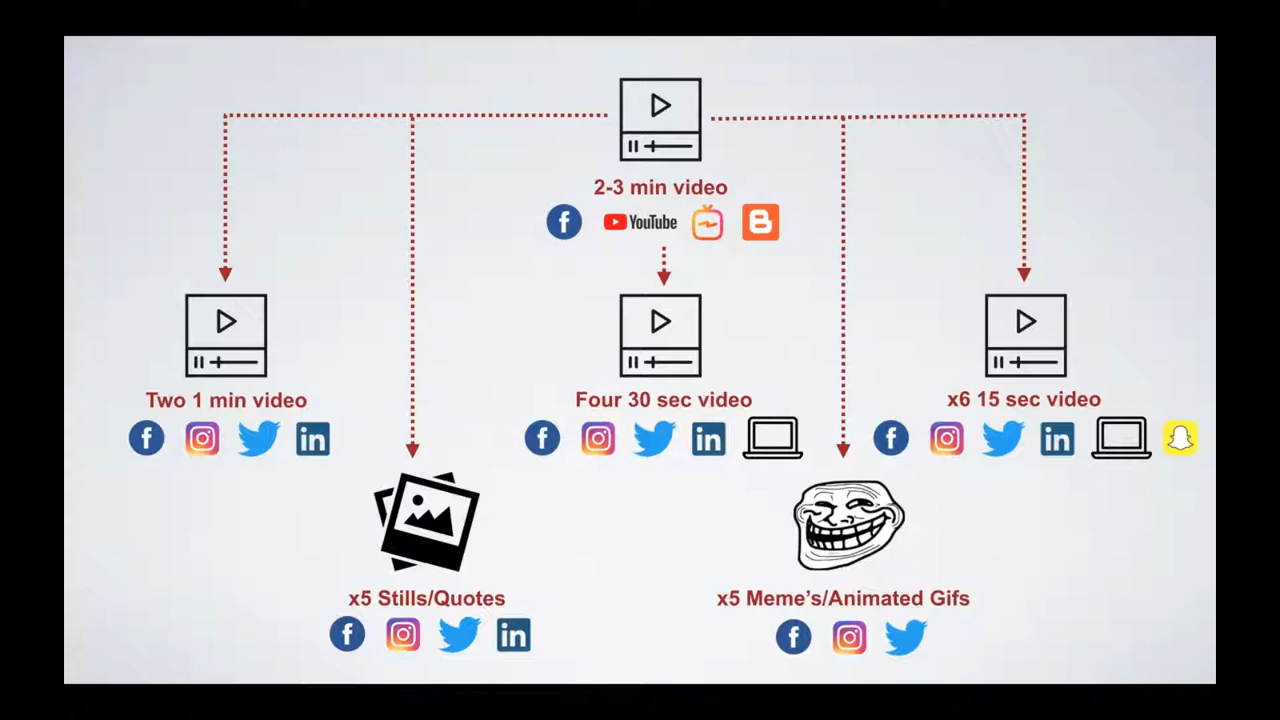 2-3 min video
YouTube
Two 1 min video
Four 30 sec video
x6 15 sec video
x5 Stills/Quotes
x5 Meme's/Animated Gifs